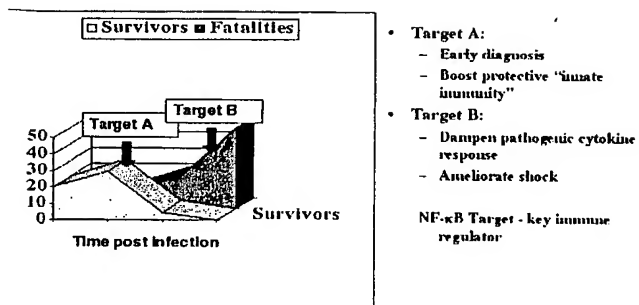 Survivors Fatalities
Target A
Target B
50
40
30
20
10
0
Survivors
Time post infection
• Target A:
– Early diagnosis
– Boost protective "innate
immunity"
• Target B:
– Dampen pathogenic cytokine
response
– Ameliorate shock
NF-κB Target - key immune
regulator